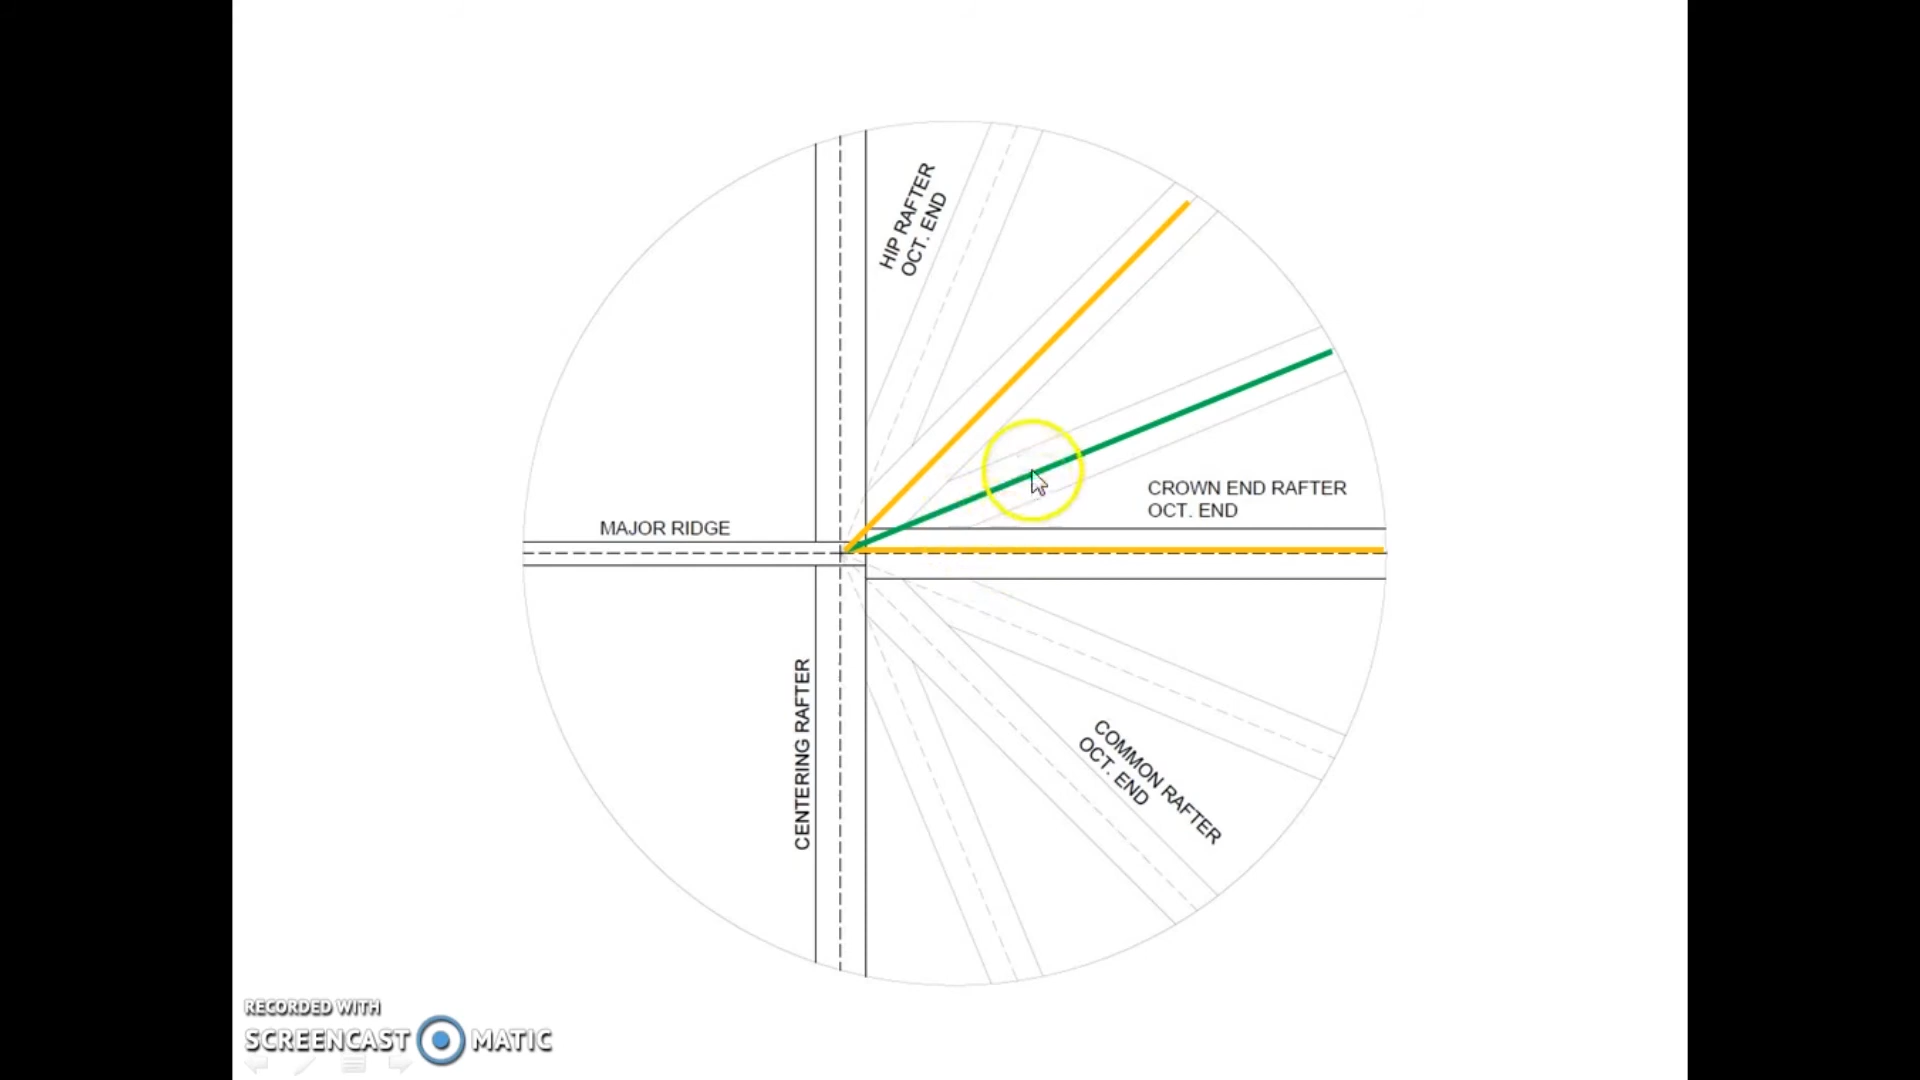 HIP RAFTER
OCT. END
CROWN END RAFTER
OCT. END
MAJOR RIDGE
CENTERING RAFTER
COMMON RAFTER
OCT. END
RECORDED WITH
SCREENCAST MATIC